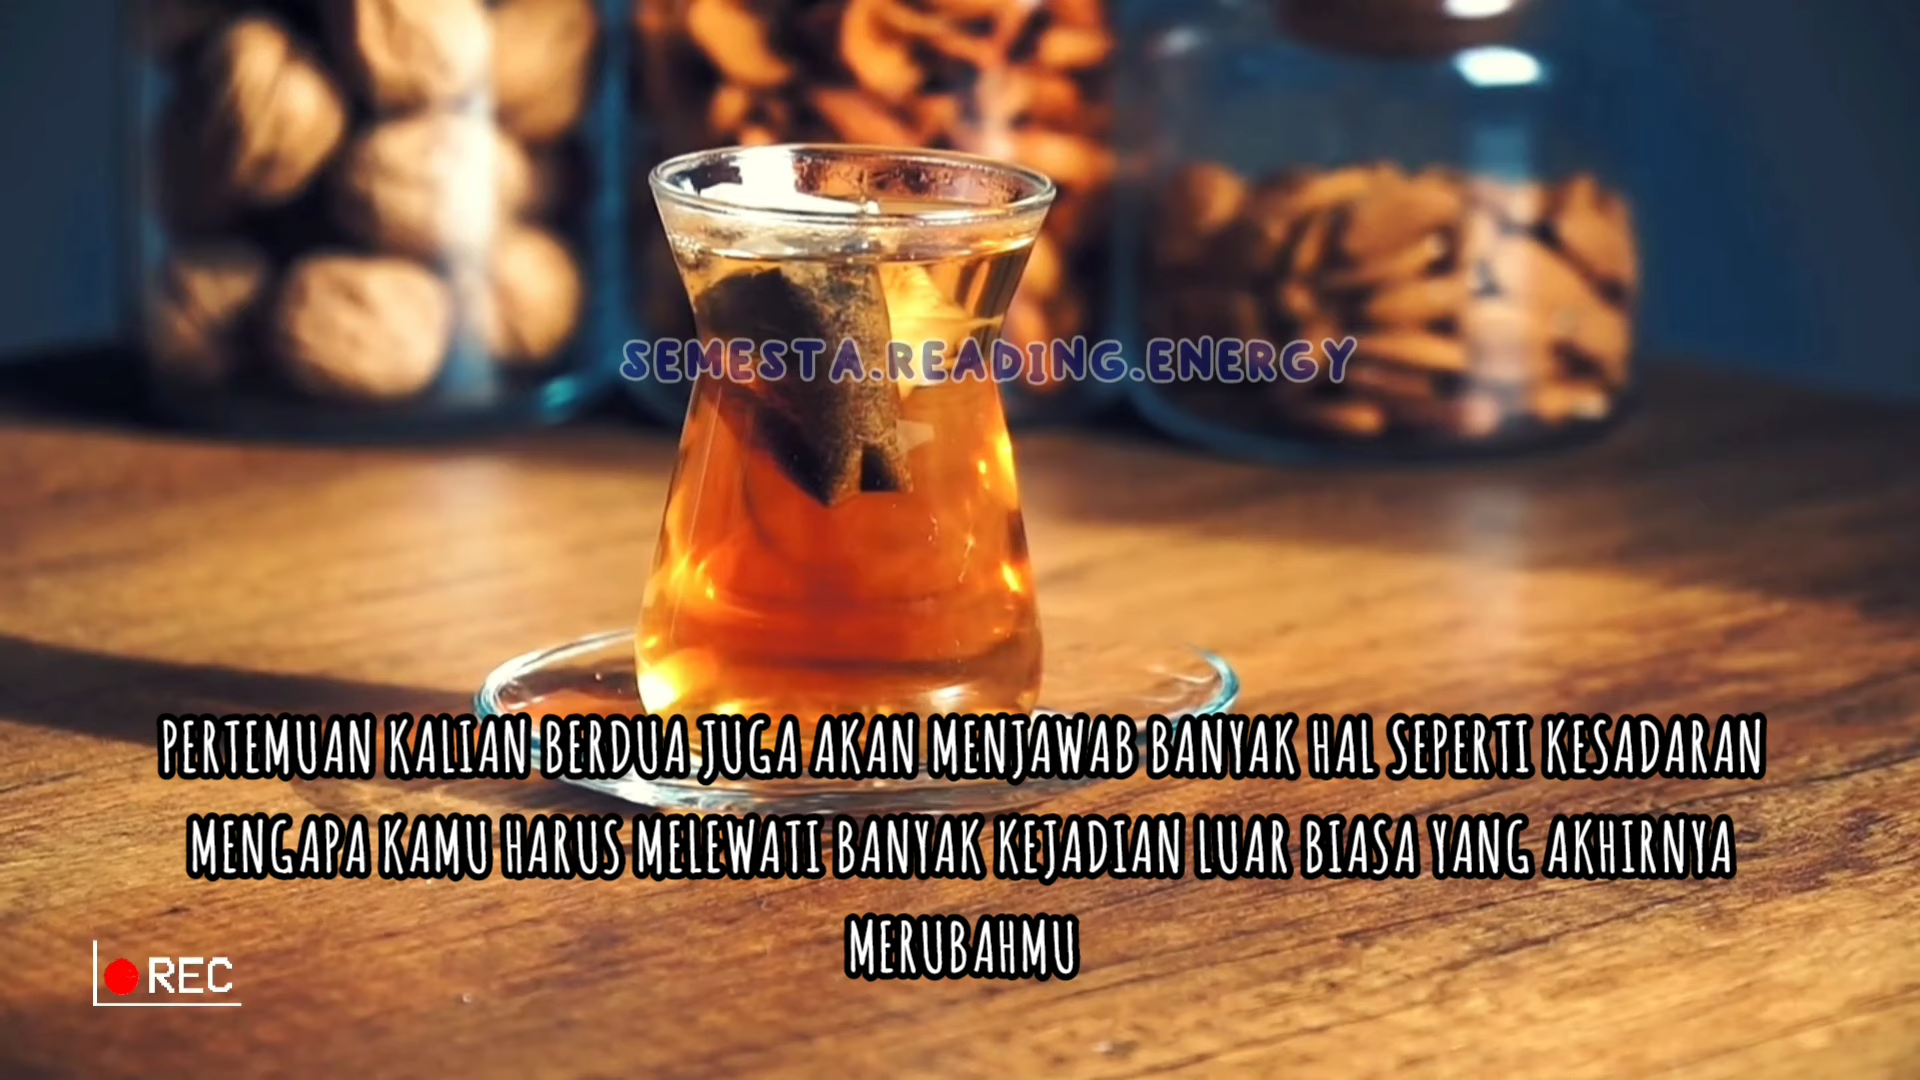 SEMESTA.READING.ENERGY
PERTEMUAN KALIAN BERDUA JUGA AKAN MENJAWAB BANYAK HAL SEPERTI KESADARAN
MENGAPA KAMU HARUS MELEWATI BANYAK KEJADIAN LUAR BIASA YANG AKHIRNYA
MERUBAHMU
REC